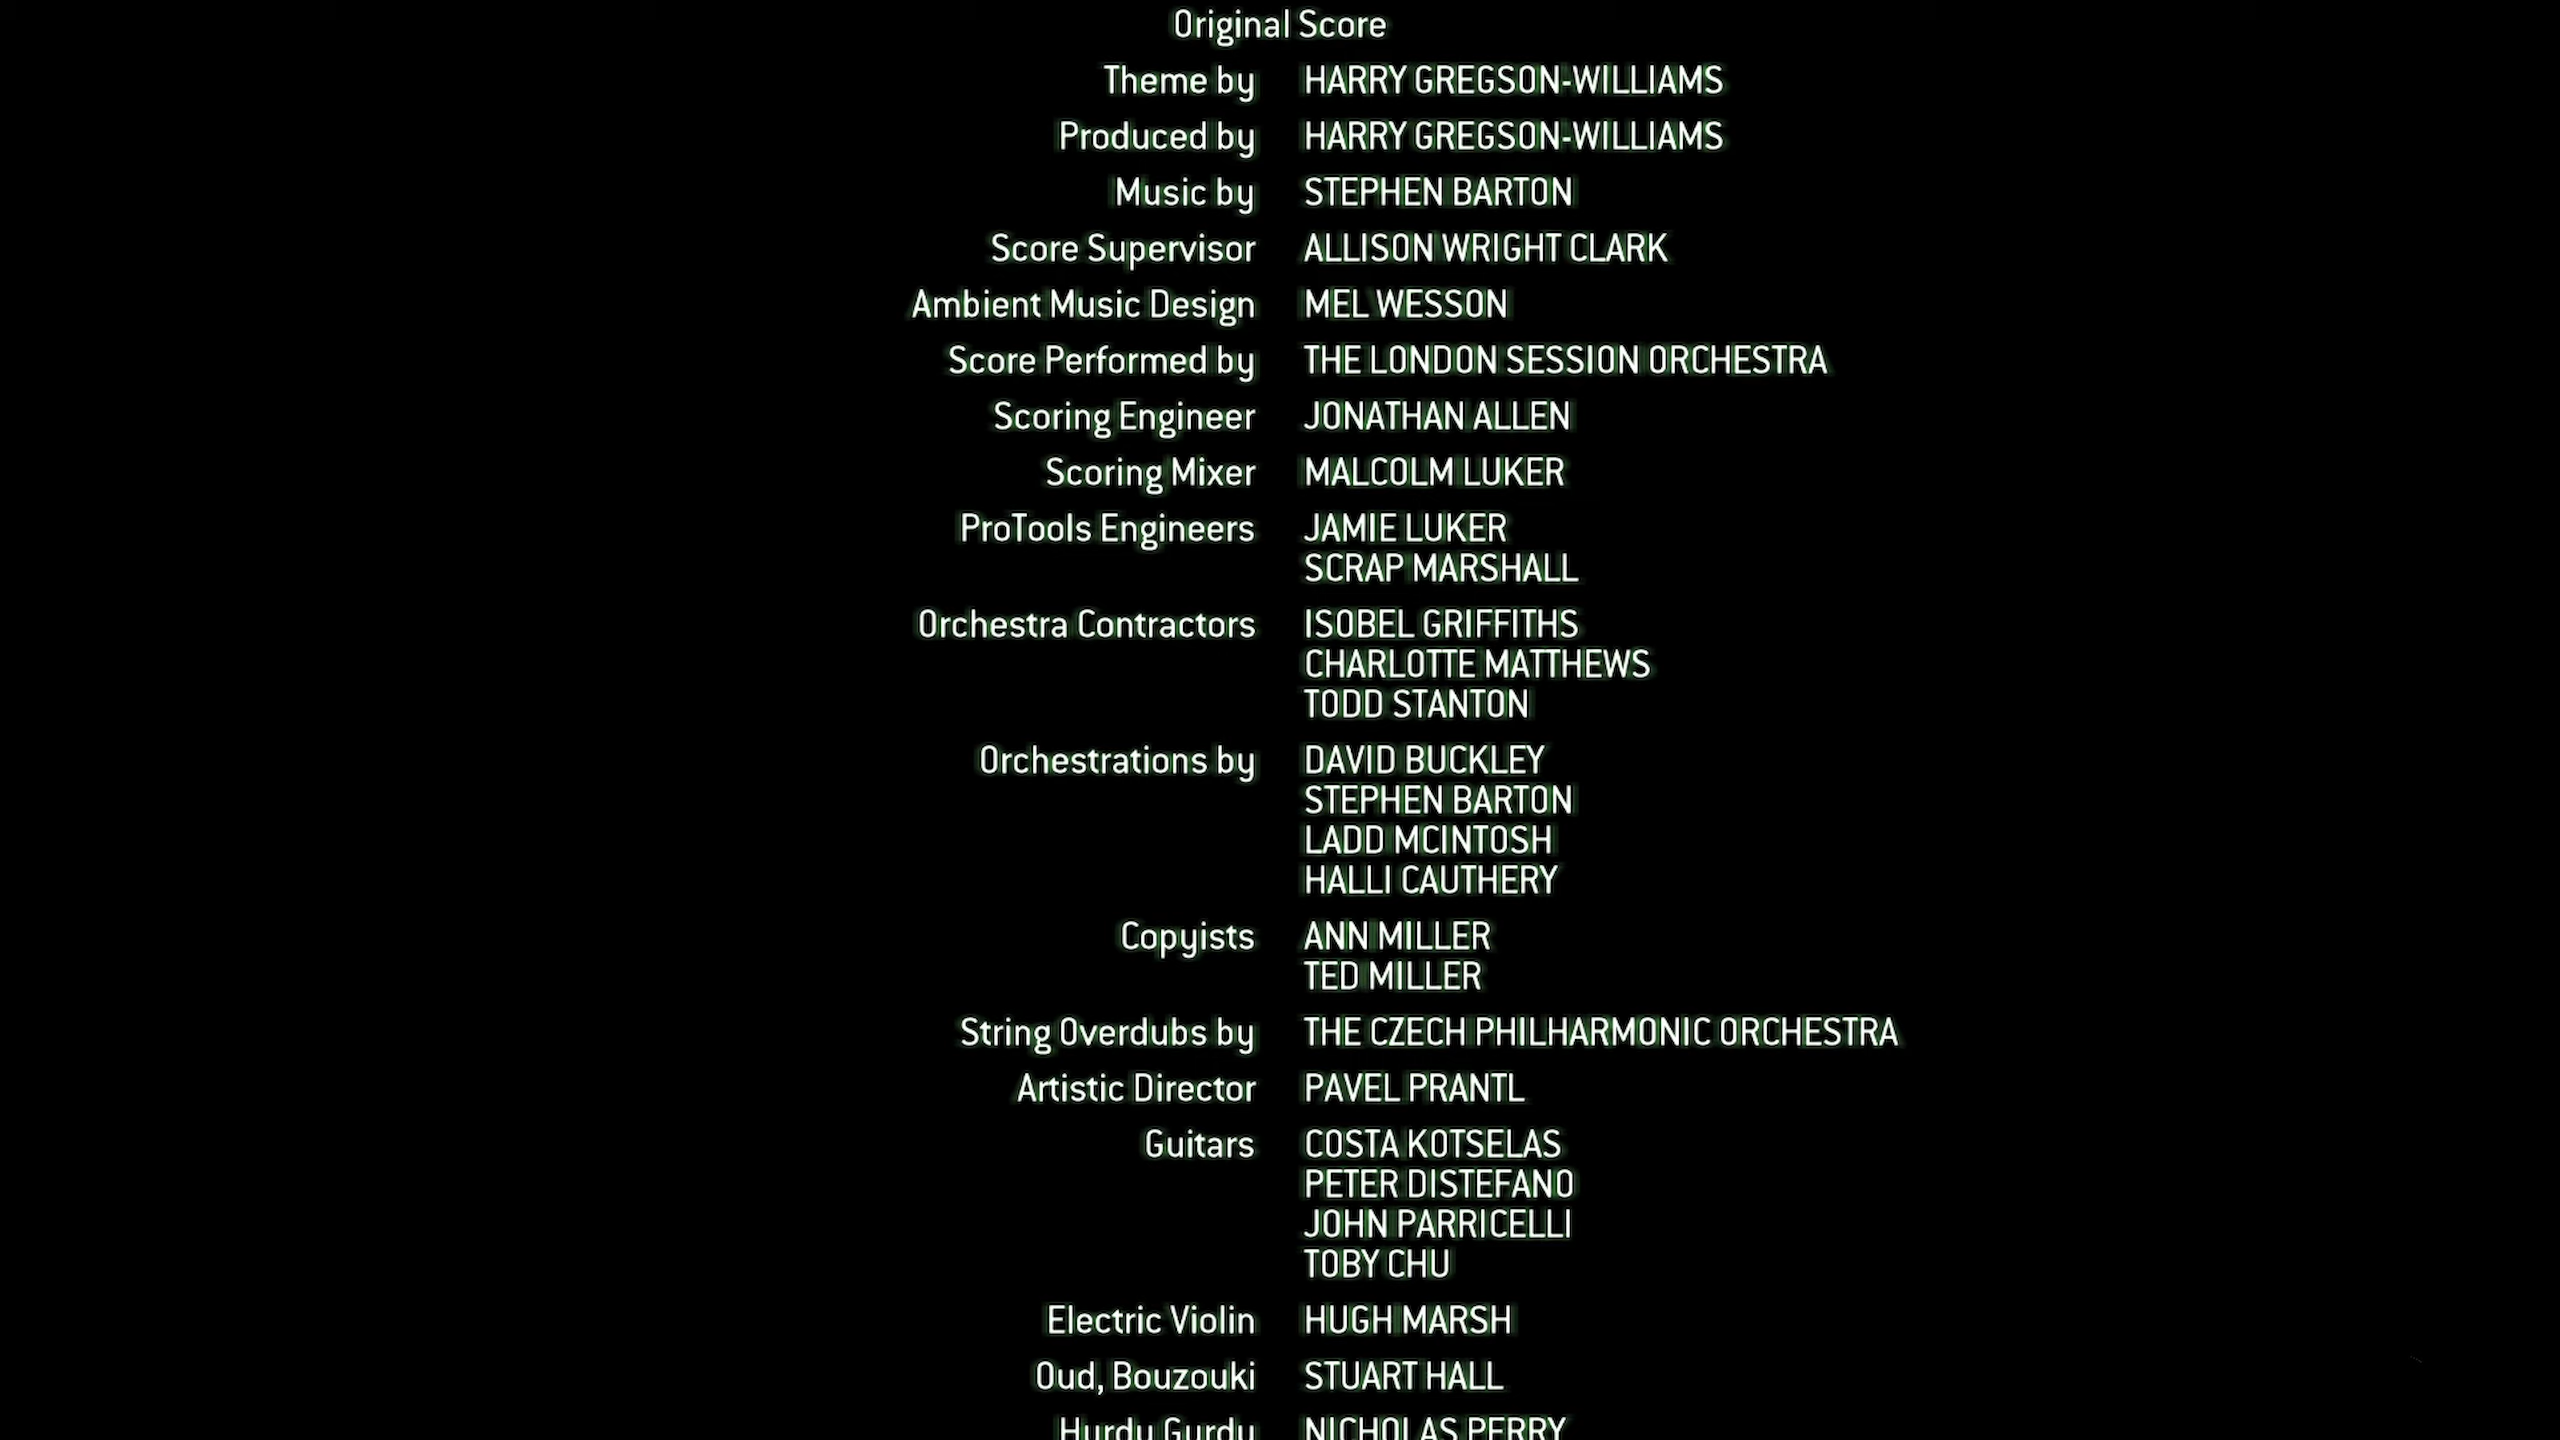 Original Score
Theme by HARRY GREGSON-WILLIAMS
Produced by HARRY GREGSON-WILLIAMS
Music by STEPHEN BARTON
Score Supervisor ALLISON WRIGHT CLARK
Ambient Music Design MEL WESSON
Score Performed by THE LONDON SESSION ORCHESTRA
Scoring Engineer JONATHAN ALLEN
Scoring Mixer MALCOLM LUKER
ProTools Engineers JAMIE LUKER
SCRAP MARSHALL
Orchestra Contractors ISOBEL GRIFFITHS
CHARLOTTE MATTHEWS
TODD STANTON
Orchestrations by DAVID BUCKLEY
STEPHEN BARTON
LADD MCINTOSH
HALLI CAUTHERY
Copyists ANN MILLER
TED MILLER
String Overdubs by THE CZECH PHILHARMONIC ORCHESTRA
Artistic Director PAVEL PRANTL
Guitars COSTA KOTSELAS
PETER DISTEFANO
JOHN PARRICELLI
TOBY CHU
Electric Violin HUGH MARSH
Oud, Bouzouki STUART HALL
Hurdy Gurdy NICHOLAS PERRY